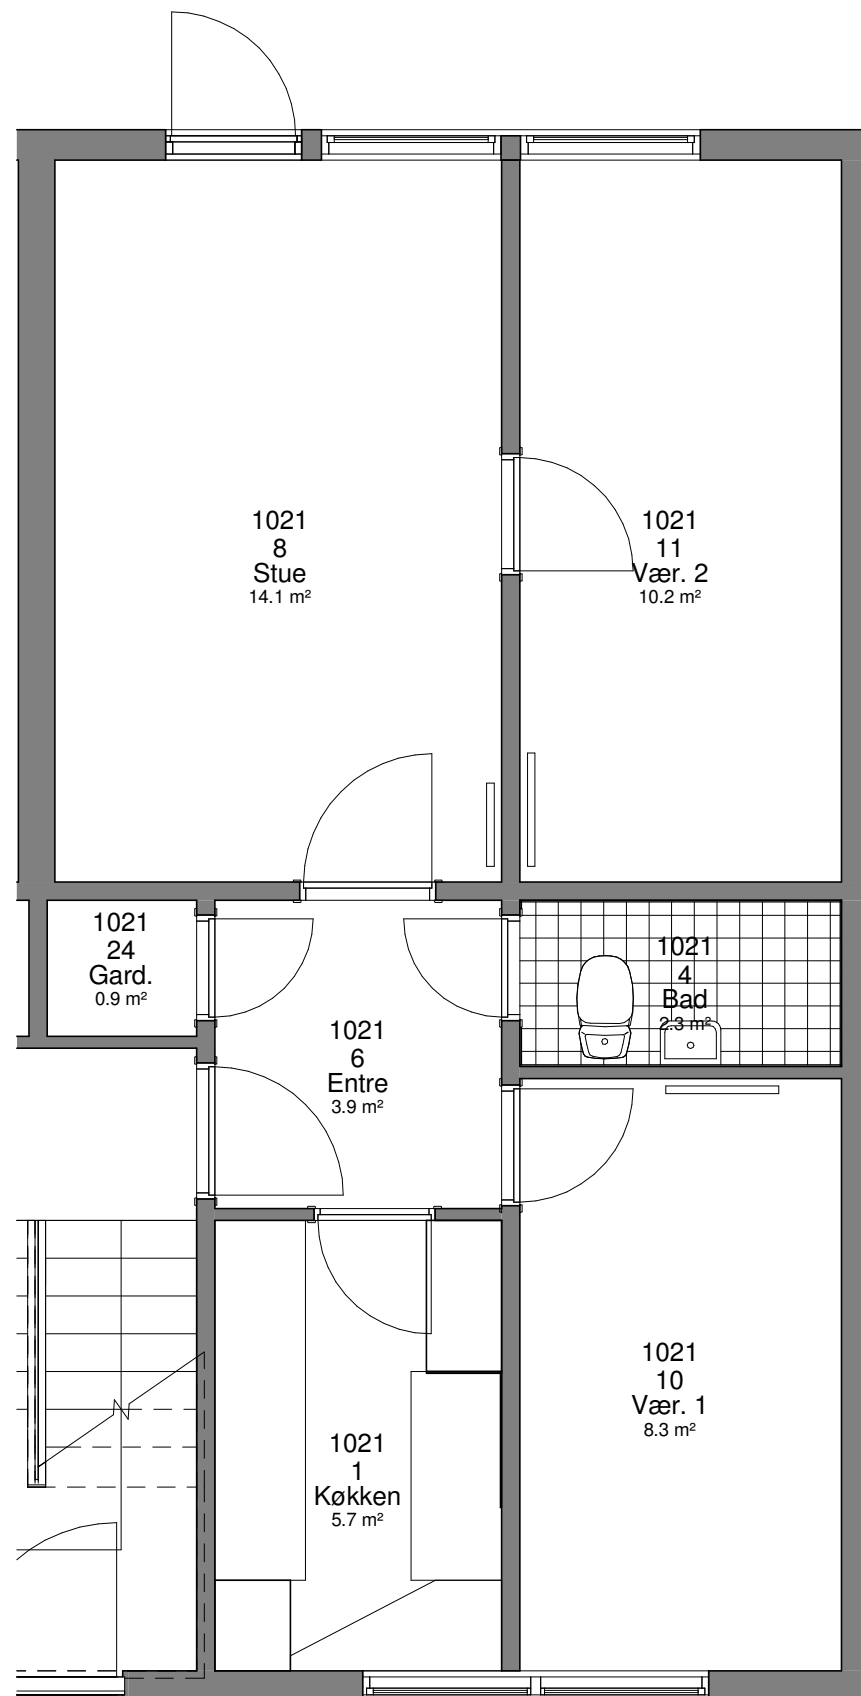 1021
8
Stue
14.1 m²
1021
11
Vær. 2
10.2 m²
1021
24
Gard.
0.9 m²
1021
4
Bad
2.3 m²
1021
6
Entre
3.9 m²
1021
10
Vær. 1
8.3 m²
1021
1
Køkken
5.7 m²